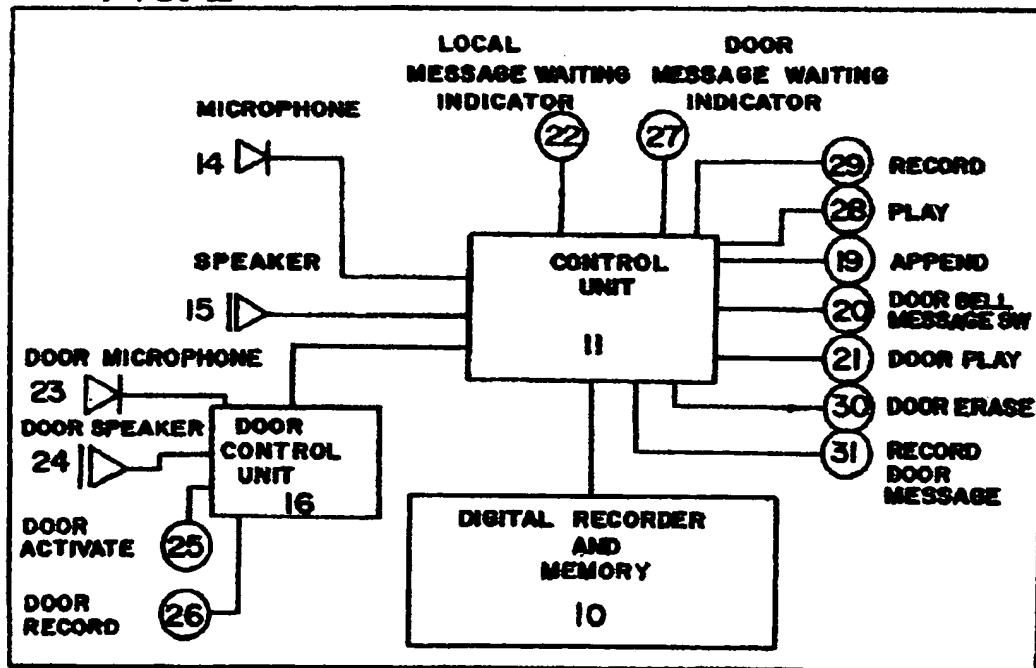 LOCAL
MESSAGE WAITING
INDICATOR
22
DOOR
MESSAGE WAITING
INDICATOR
27
MICROPHONE
14
SPEAKER
15
CONTROL
UNIT
11
29 RECORD
28 PLAY
19 APPEND
20 DOOR BELL
MESSAGE SW
21 DOOR PLAY
30 DOOR ERASE
31 RECORD
DOOR
MESSAGE
DOOR MICROPHONE
23
DOOR SPEAKER
24
DOOR
CONTROL
UNIT
16
DOOR
ACTIVATE
25
DOOR
RECORD
26
DIGITAL RECORDER
AND
MEMORY
10